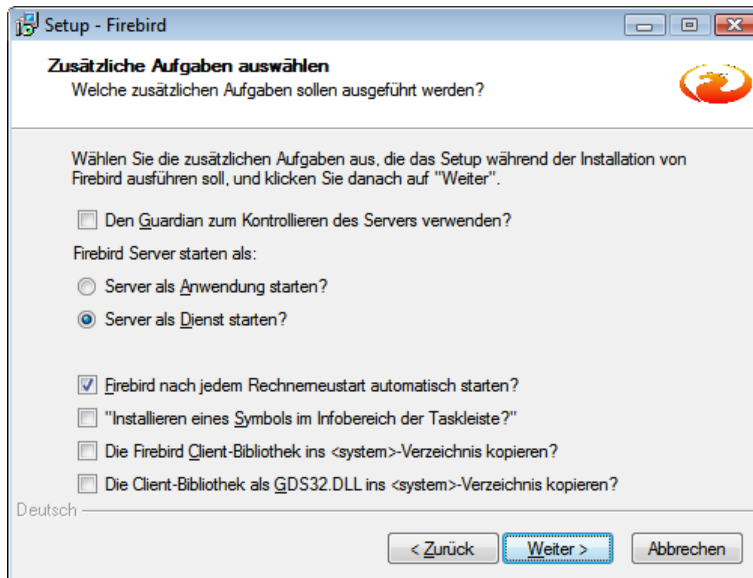 Setup - Firebird
Zusätzliche Aufgaben auswählen
Welche zusätzlichen Aufgaben sollen ausgeführt werden?
Wählen Sie die zusätzlichen Aufgaben aus, die das Setup während der Installation von
Firebird ausführen soll, und klicken Sie danach auf "Weiter".
Den Guardian zum Kontrollieren des Servers verwenden?
Firebird Server starten als:
Server als Anwendung starten?
Server als Dienst starten?
Firebird nach jedem Rechnerneustart automatisch starten?
"Installieren eines Symbols im Infobereich der Taskleiste?"
Die Firebird Client-Bibliothek ins <system>-Verzeichnis kopieren?
Die Client-Bibliothek als GDS32.DLL ins <system>-Verzeichnis kopieren?
Deutsch
< Zurück Weiter > Abbrechen